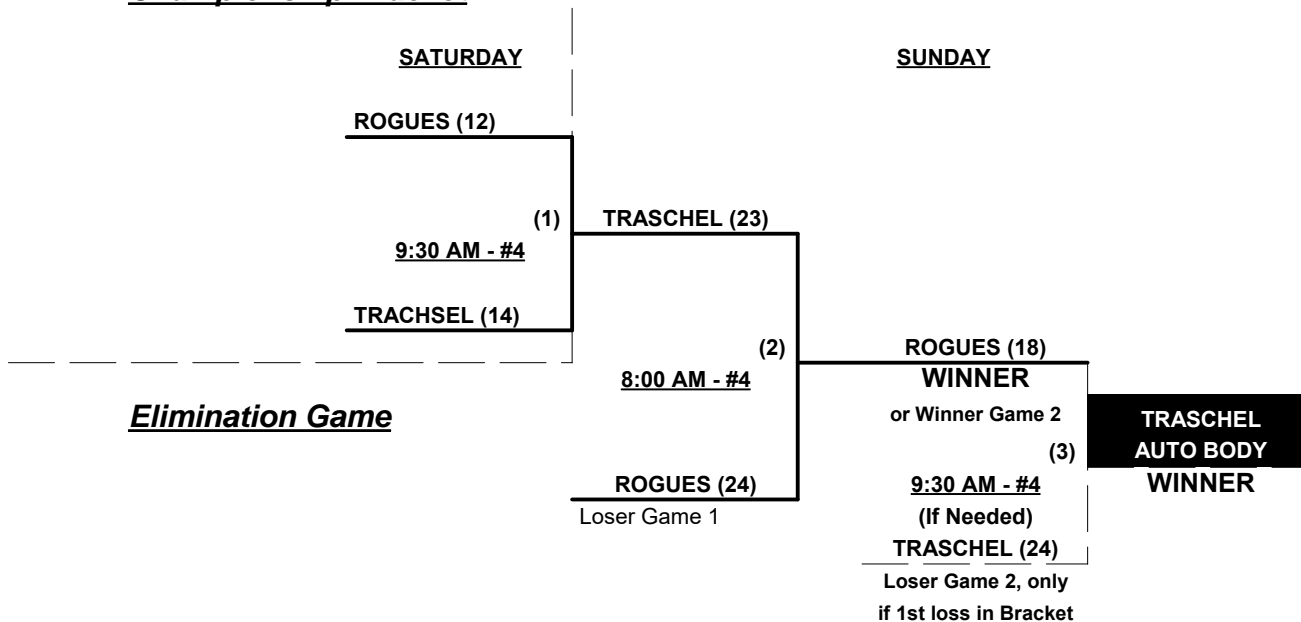 SATURDAY SUNDAY
ROGUES (12)
(1) TRASCHEL (23)
9:30 AM - #4
TRACHSEL (14)
(2) ROGUES (18)
8:00 AM - #4 WINNER
Elimination Game or Winner Game 2 TRASCHEL
(3) AUTO BODY
ROGUES (24) 9:30 AM - #4 WINNER
Loser Game 1 (If Needed)
TRASCHEL (24)
Loser Game 2, only
if 1st loss in Bracket